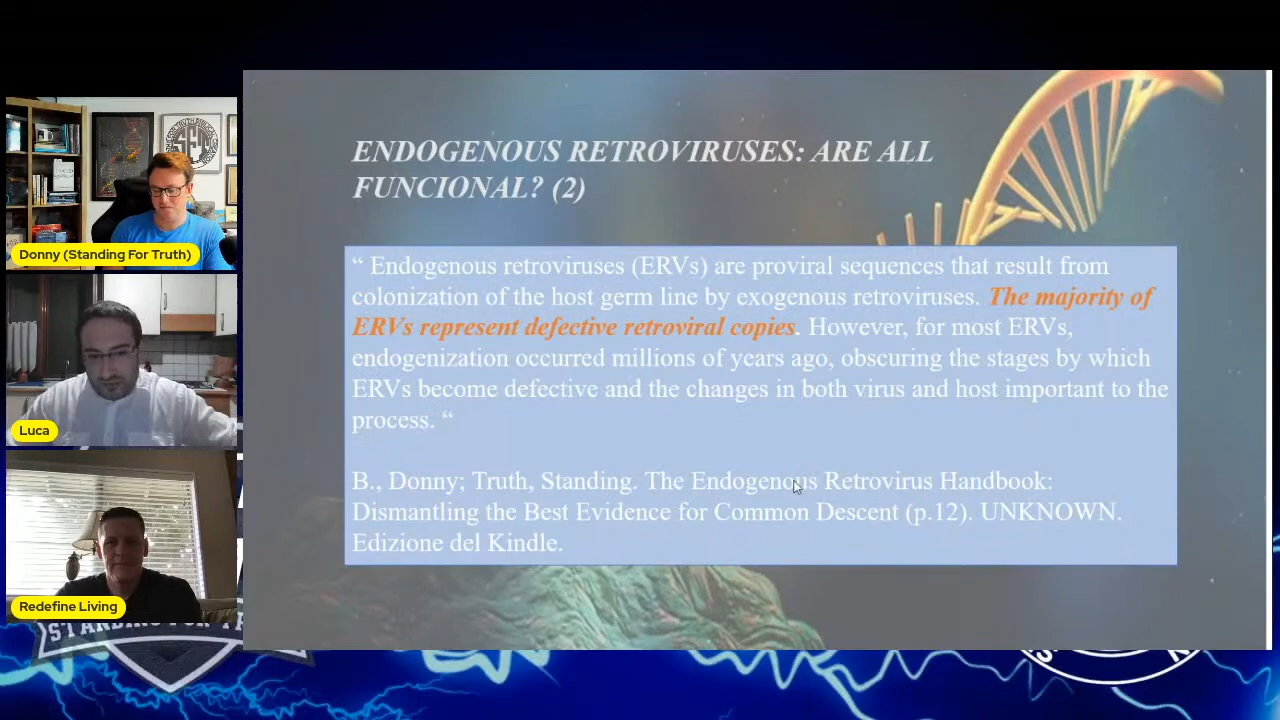 ENDOGENOUS RETROVIRUSES: ARE ALL
FUNCIONAL? (2)
“ Endogenous retroviruses (ERVs) are proviral sequences that result from
colonization of the host germ line by exogenous retroviruses. The majority of
ERVs represent defective retroviral copies. However, for most ERVs,
endogenization occurred millions of years ago, obscuring the stages by which
ERVs become defective and the changes in both virus and host important to the
process. “
B., Donny; Truth, Standing. The Endogenous Retrovirus Handbook:
Dismantling the Best Evidence for Common Descent (p.12). UNKNOWN.
Edizione del Kindle.
Donny (Standing For Truth)
Luca
Redefine Living